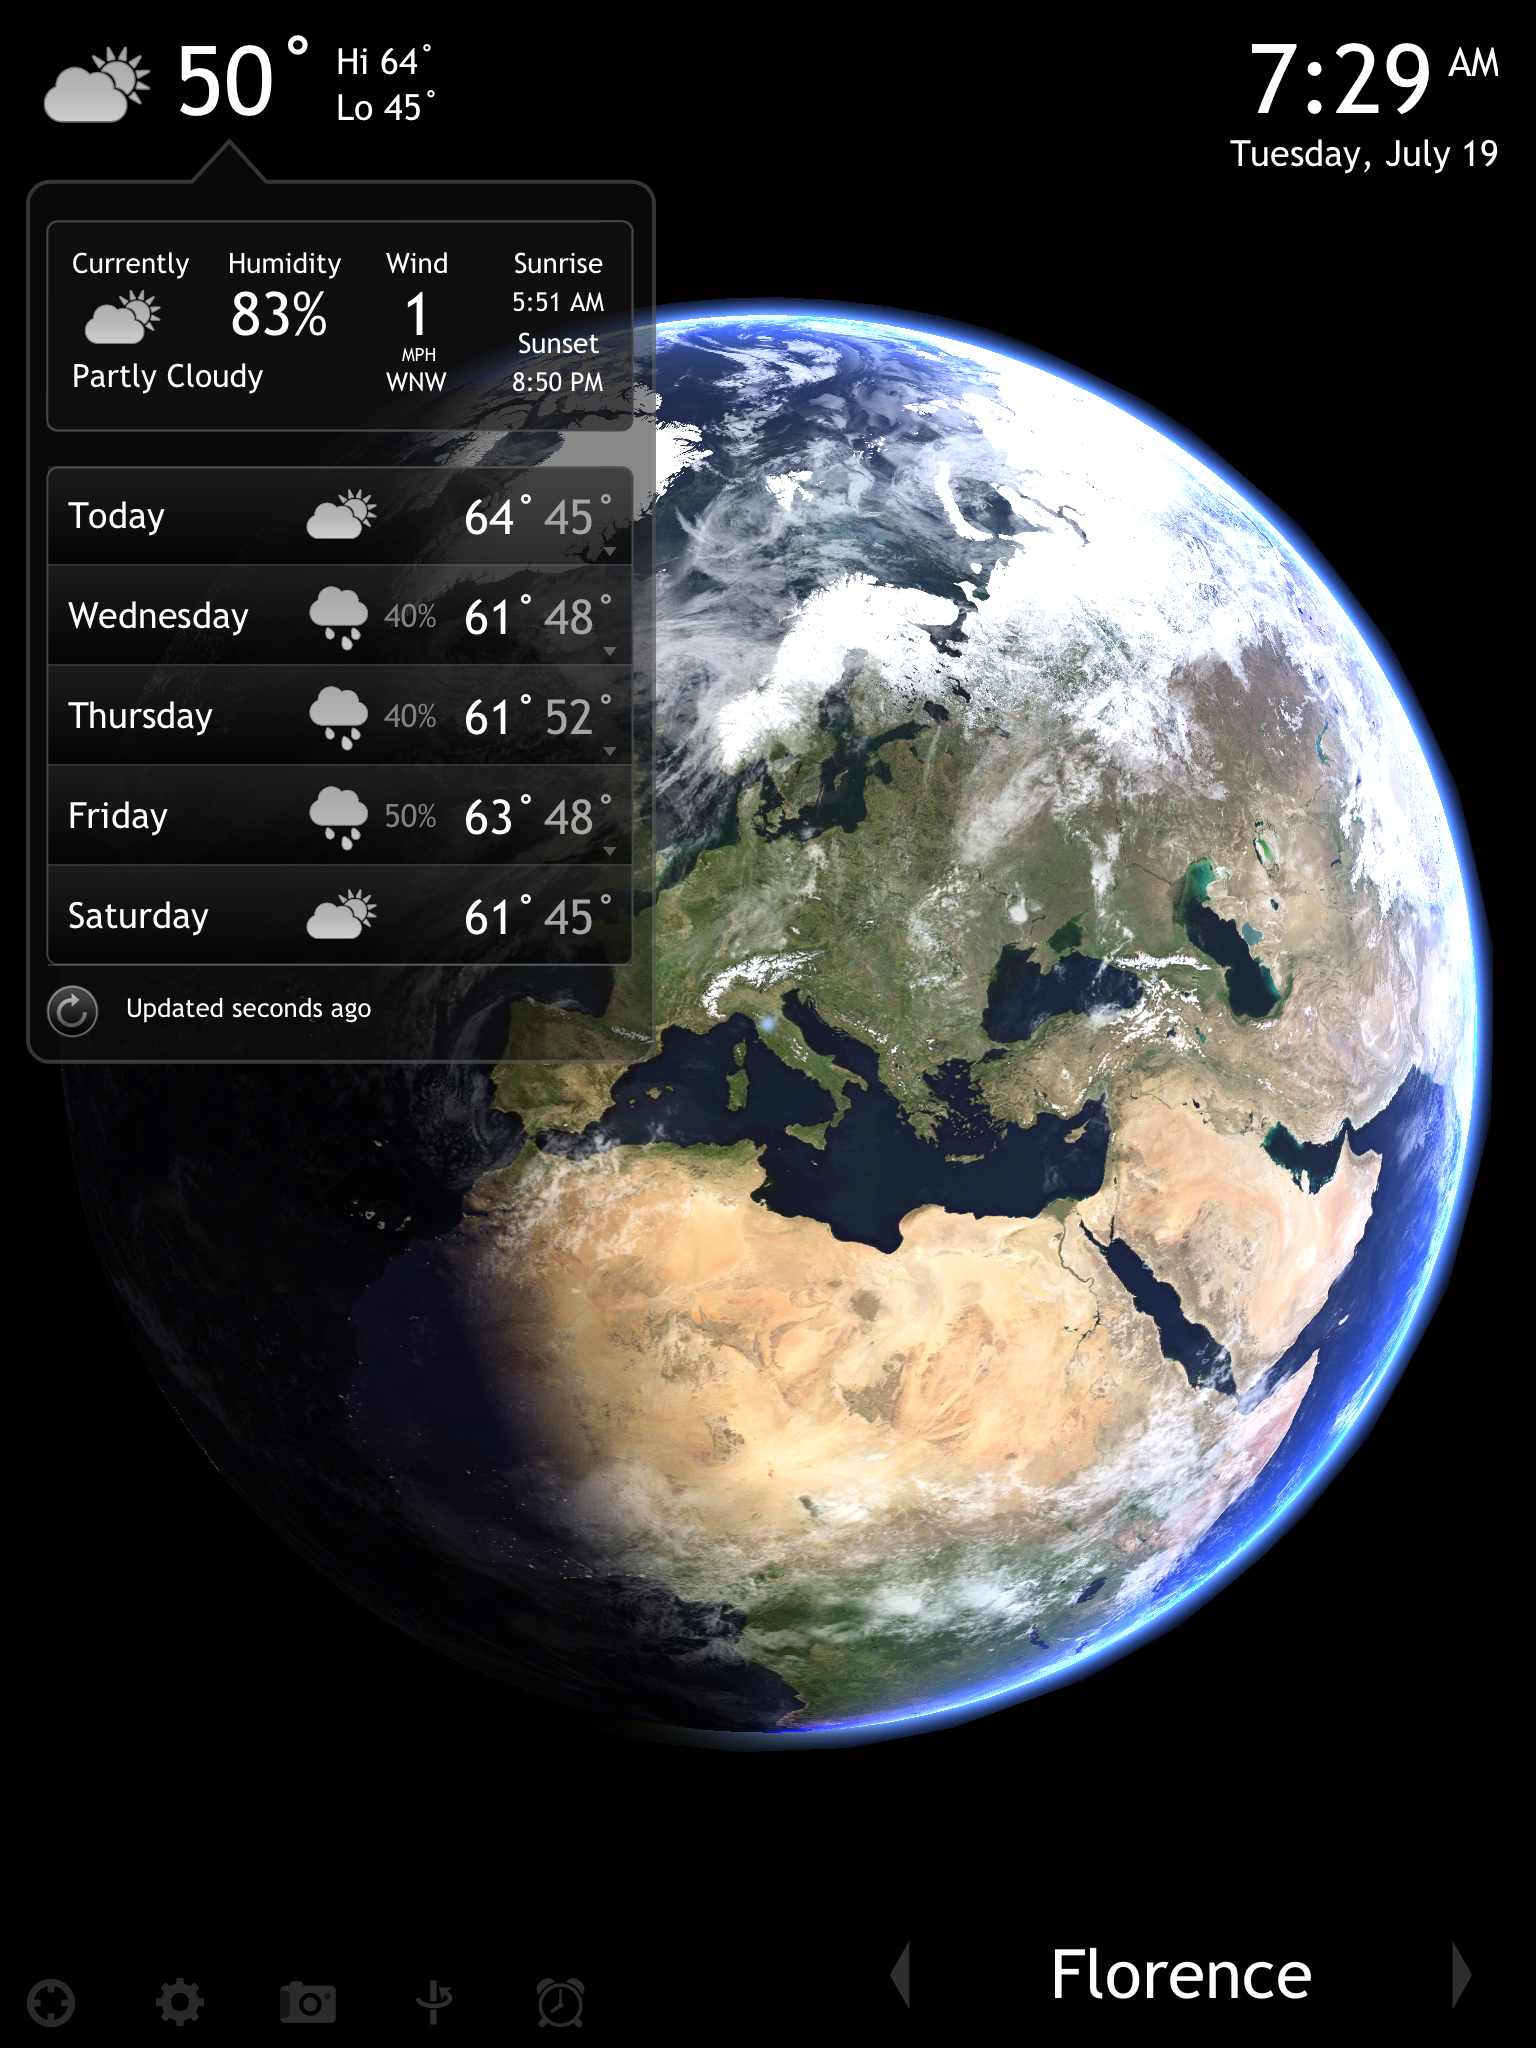 50°
Hi 64°
Lo 45°
7:29 AM
Tuesday, July 19
Currently
Partly Cloudy
Humidity
83%
Wind
1
MPH
WNW
Sunrise
5:51 AM
Sunset
8:50 PM
Today 64° 45°
Wednesday 40% 61° 48°
Thursday 40% 61° 52°
Friday 50% 63° 48°
Saturday 61° 45°
Updated seconds ago
Florence